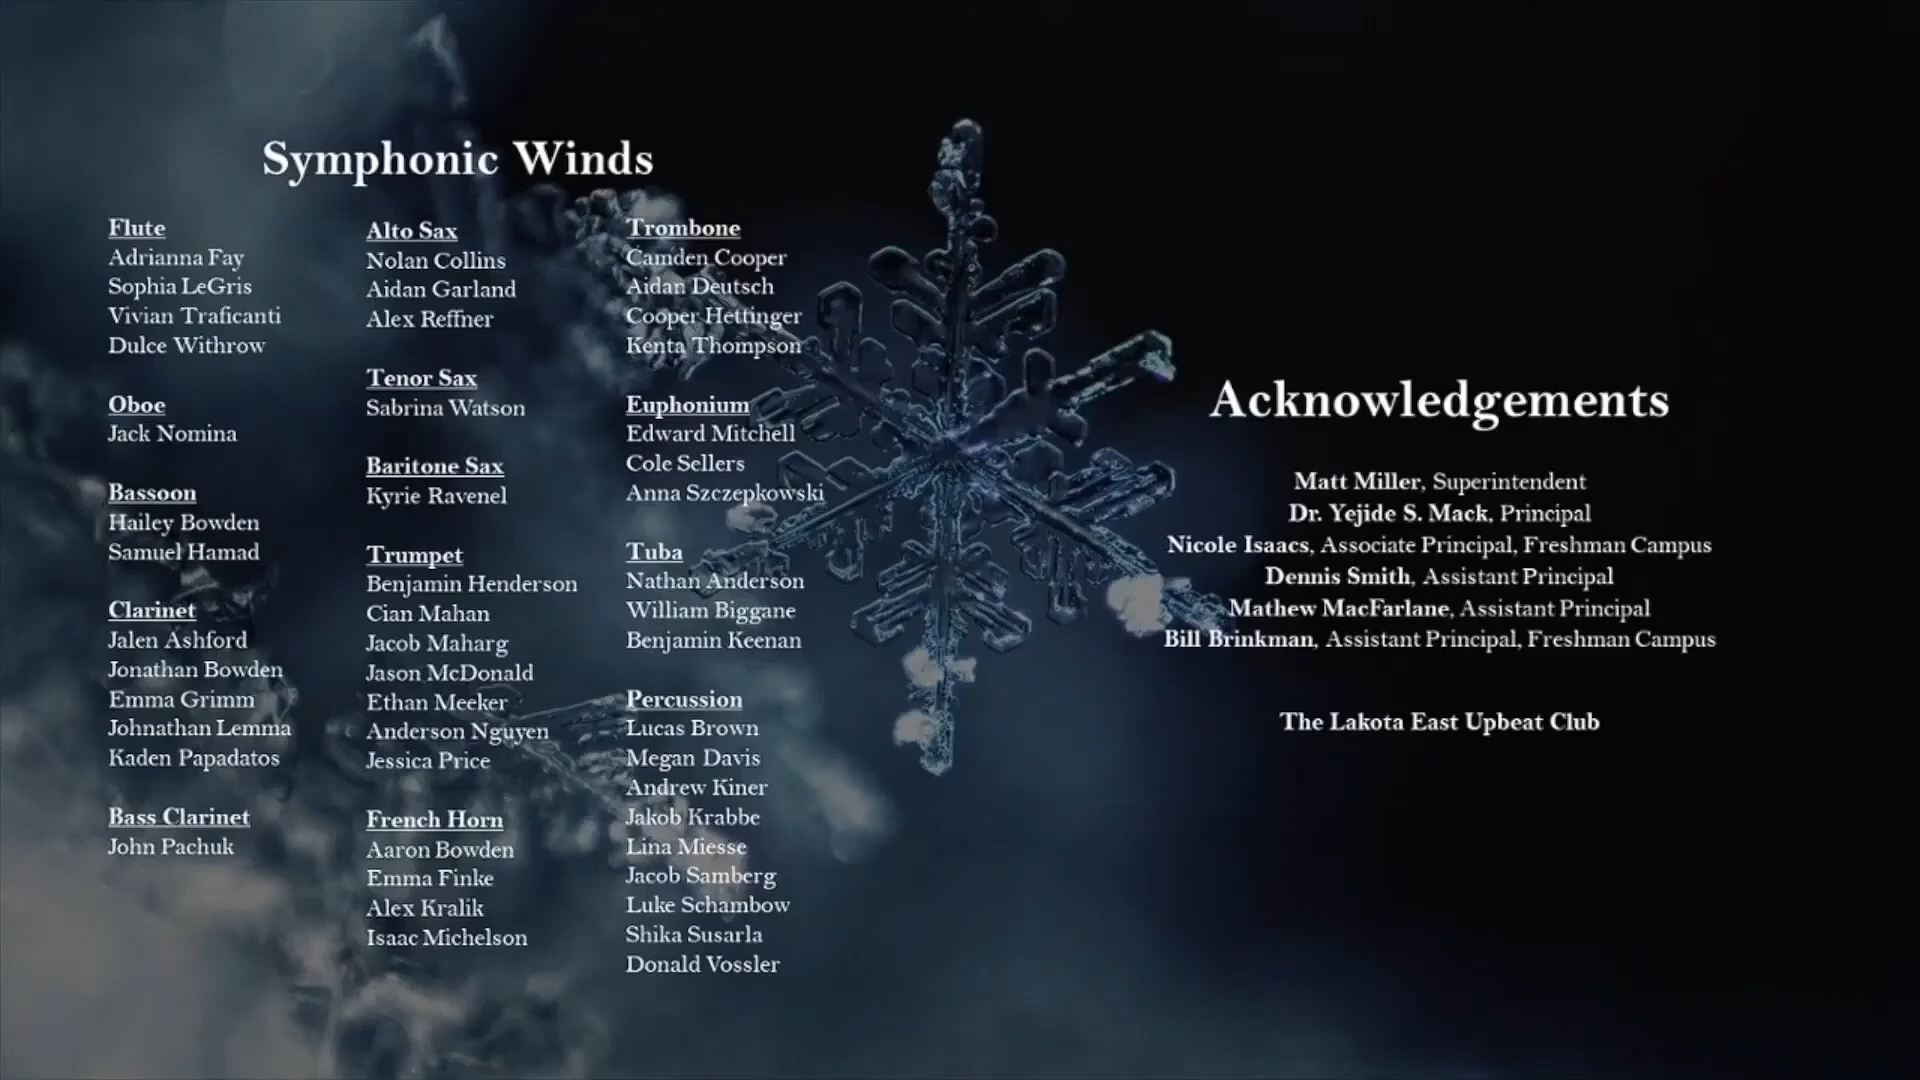 Symphonic Winds
Flute
Adrianna Fay
Sophia LeGris
Vivian Traficanti
Dulce Withrow
Oboe
Jack Nomina
Bassoon
Hailey Bowden
Samuel Hamad
Clarinet
Jalen Ashford
Jonathan Bowden
Emma Grimm
Johnathan Lemma
Kaden Papadatos
Bass Clarinet
John Pachuk
Alto Sax
Nolan Collins
Aidan Garland
Alex Reffner
Tenor Sax
Sabrina Watson
Baritone Sax
Kyrie Ravenel
Trumpet
Benjamin Henderson
Cian Mahan
Jacob Maharg
Jason McDonald
Ethan Meeker
Anderson Nguyen
Jessica Price
French Horn
Aaron Bowden
Emma Finke
Alex Kralik
Isaac Michelson
Trombone
Camden Cooper
Aidan Deutsch
Cooper Hettinger
Kenta Thompson
Euphonium
Edward Mitchell
Cole Sellers
Anna Szczepkowski
Tuba
Nathan Anderson
William Biggane
Benjamin Keenan
Percussion
Lucas Brown
Megan Davis
Andrew Kiner
Jakob Krabbe
Lina Miesse
Jacob Samberg
Luke Schambow
Shika Susarla
Donald Vossler
Acknowledgements
Matt Miller, Superintendent
Dr. Yejide S. Mack, Principal
Nicole Isaacs, Associate Principal, Freshman Campus
Dennis Smith, Assistant Principal
Mathew MacFarlane, Assistant Principal
Bill Brinkman, Assistant Principal, Freshman Campus
The Lakota East Upbeat Club